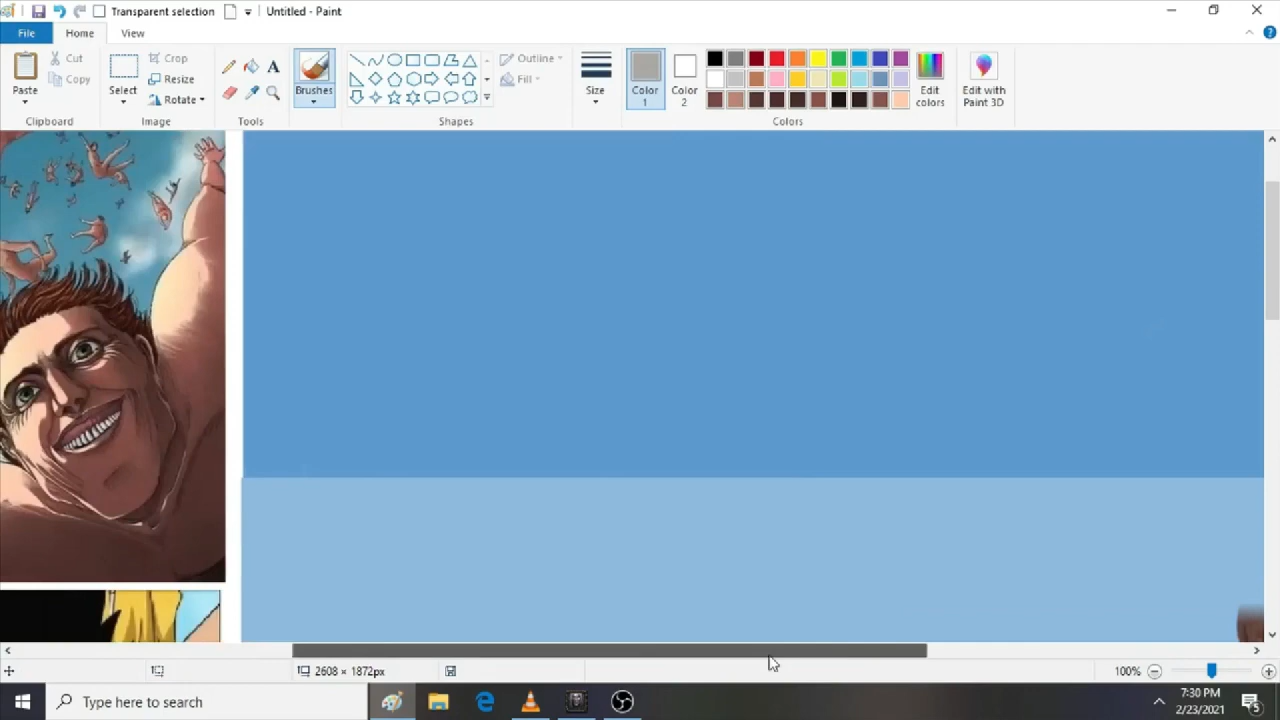 Transparent selection Untitled - Paint
File Home View
Paste
Cut
Copy
Clipboard
Select
Crop
Resize
Rotate
Image
A
Tools
Brushes
Shapes
Outline
Fill
Size
Color
1
Color
2
Colors
Edit
colors
Edit with
Paint 3D
2608 × 1872px
100%
Type here to search
7:30 PM
2/23/2021
5